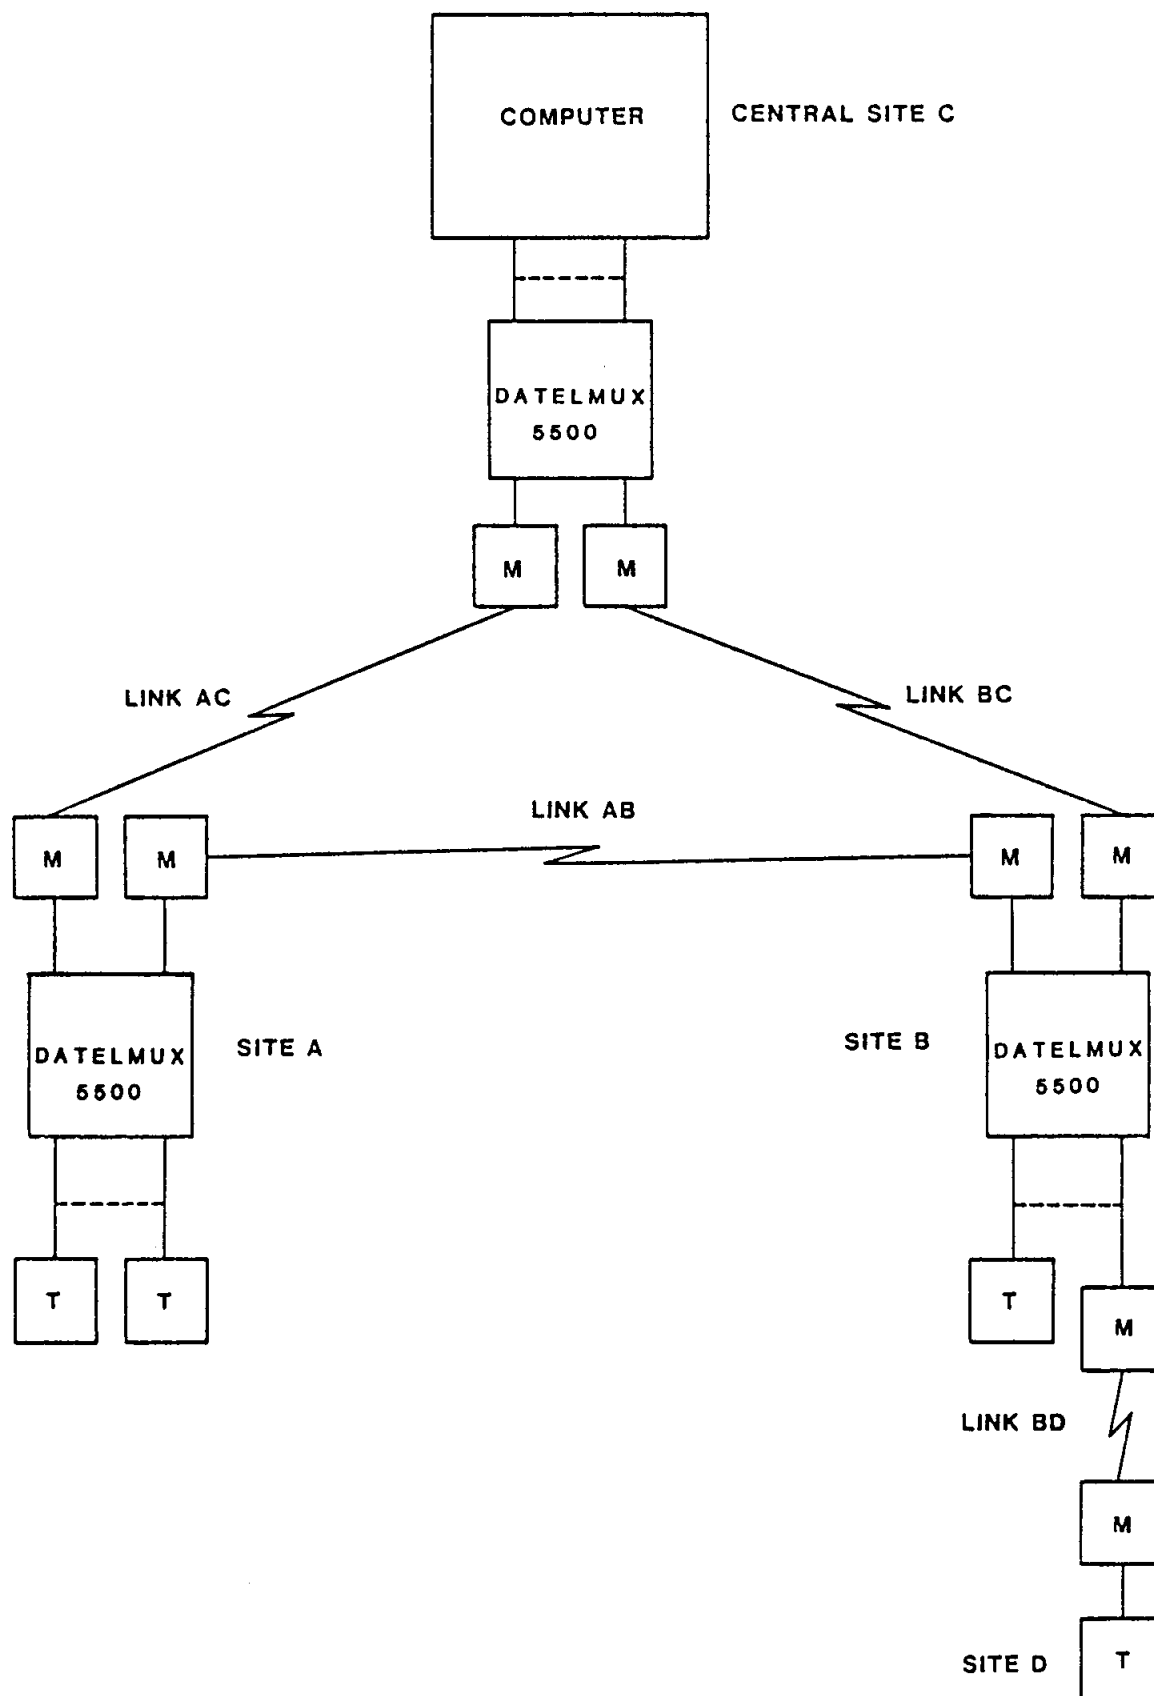 COMPUTER
CENTRAL SITE C
DATELMUX
5500
M
M
LINK AC
LINK BC
LINK AB
M
M
M
M
DATELMUX
5500
SITE A
SITE B
DATELMUX
5500
T
T
T
M
LINK BD
M
SITE D
T